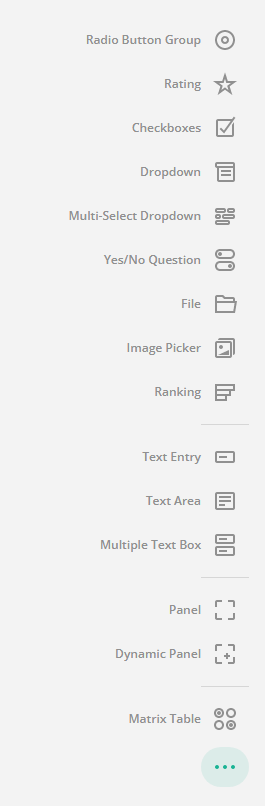 Radio Button Group
Rating
Checkboxes
Dropdown
Multi-Select Dropdown
Yes/No Question
File
Image Picker
Ranking
Text Entry
Text Area
Multiple Text Box
Panel
Dynamic Panel
Matrix Table